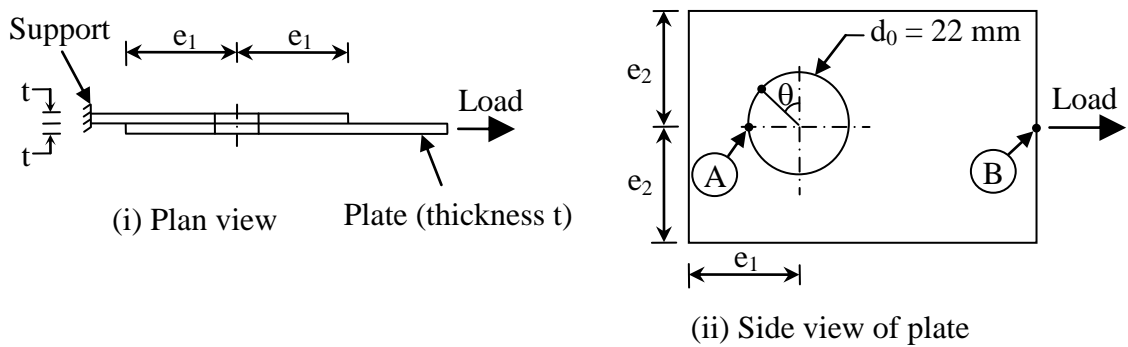 Support
e₁ e₁
t
t
Load
(i) Plan view
Plate (thickness t)
d₀ = 22 mm
e₂
θ
Load
e₂
A
B
e₁
(ii) Side view of plate